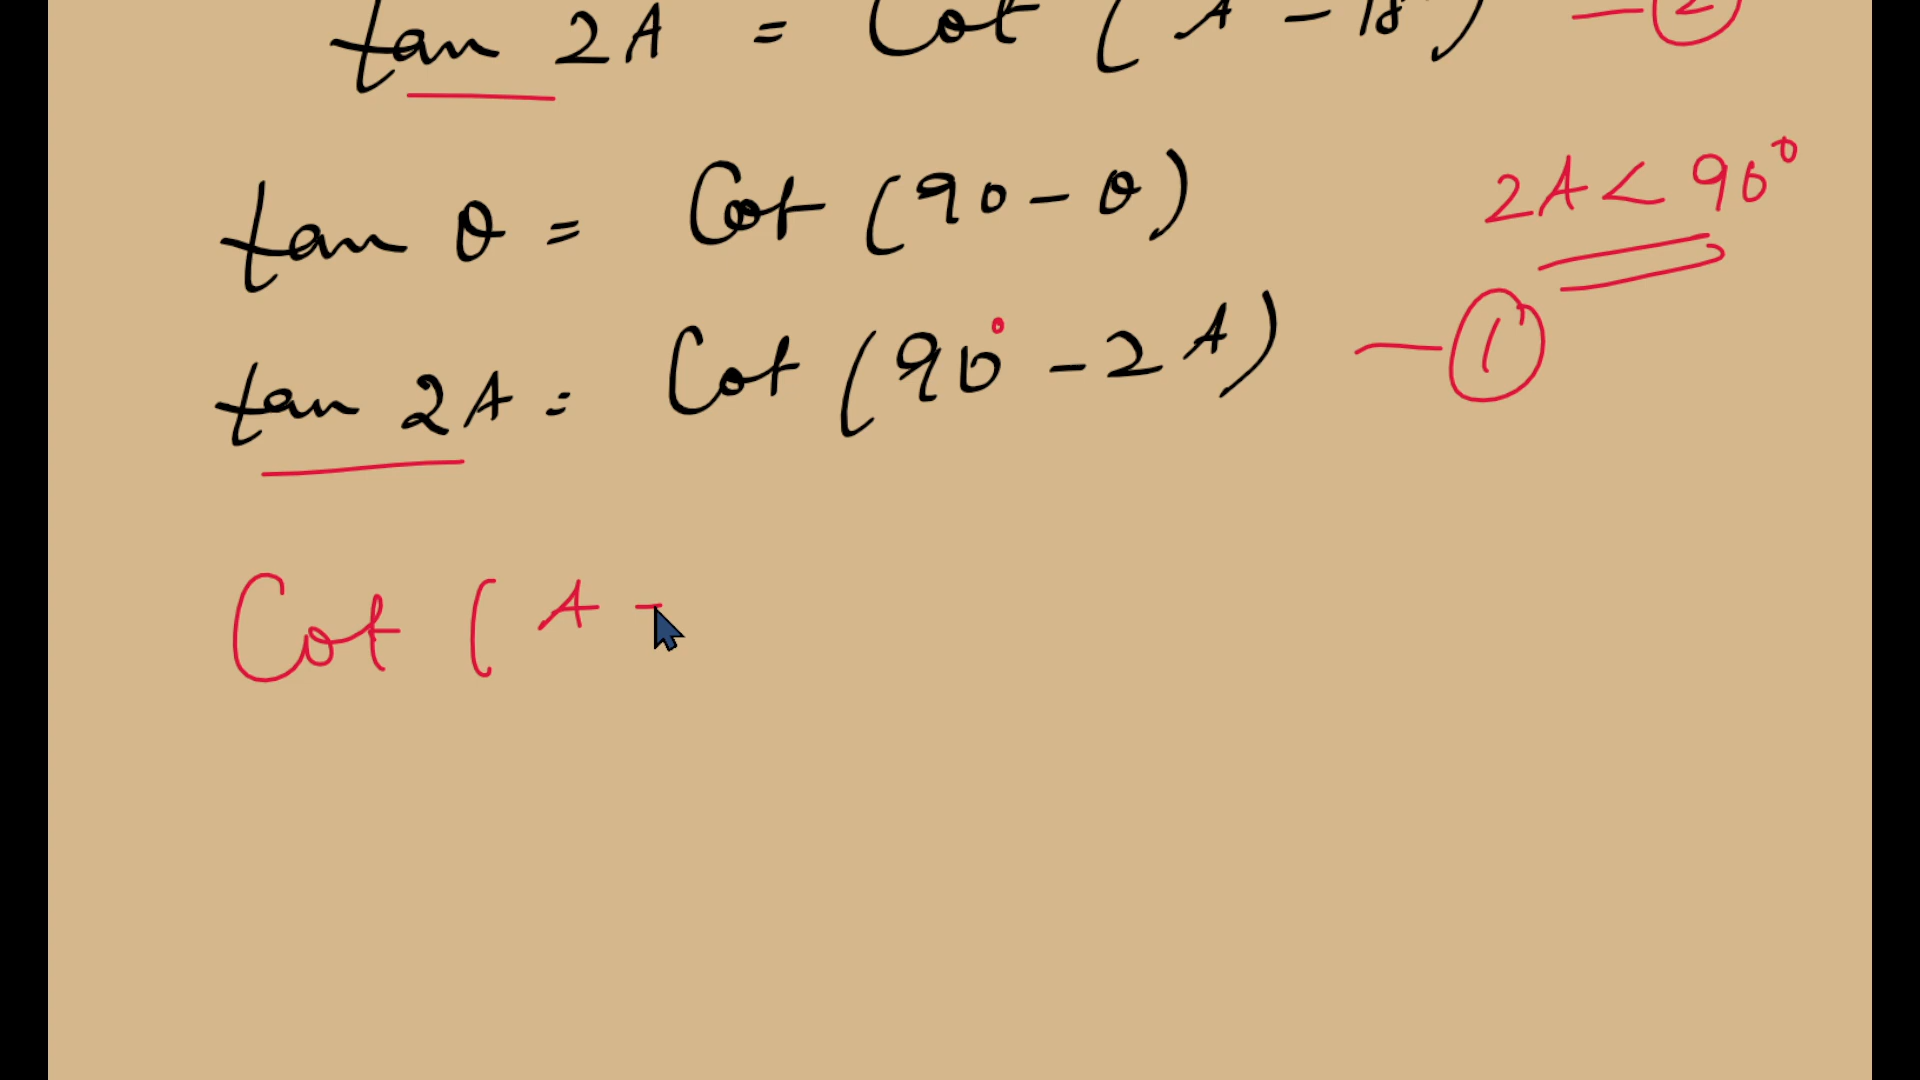 tan 2A = Cot (A - 18°) — ②
tan θ = Cot (90 - θ)
2A < 90°
tan 2A = Cot (90° - 2A) — ①
Cot ( A -